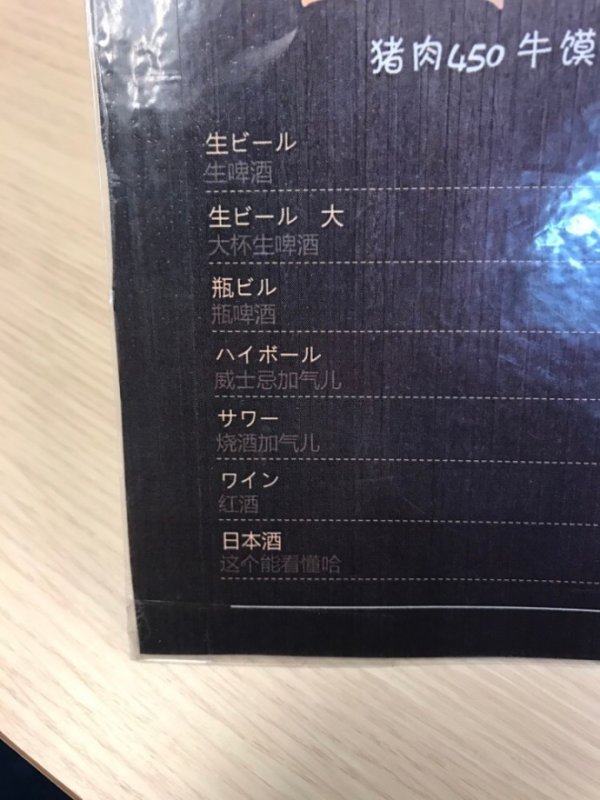 猪肉450 牛馍
生ビール
生啤酒
生ビール 大
大杯生啤酒
瓶ビル
瓶啤酒
ハイボール
威士忌加气儿
サワー
烧酒加气儿
ワイン
红酒
日本酒
这个能看懂哈